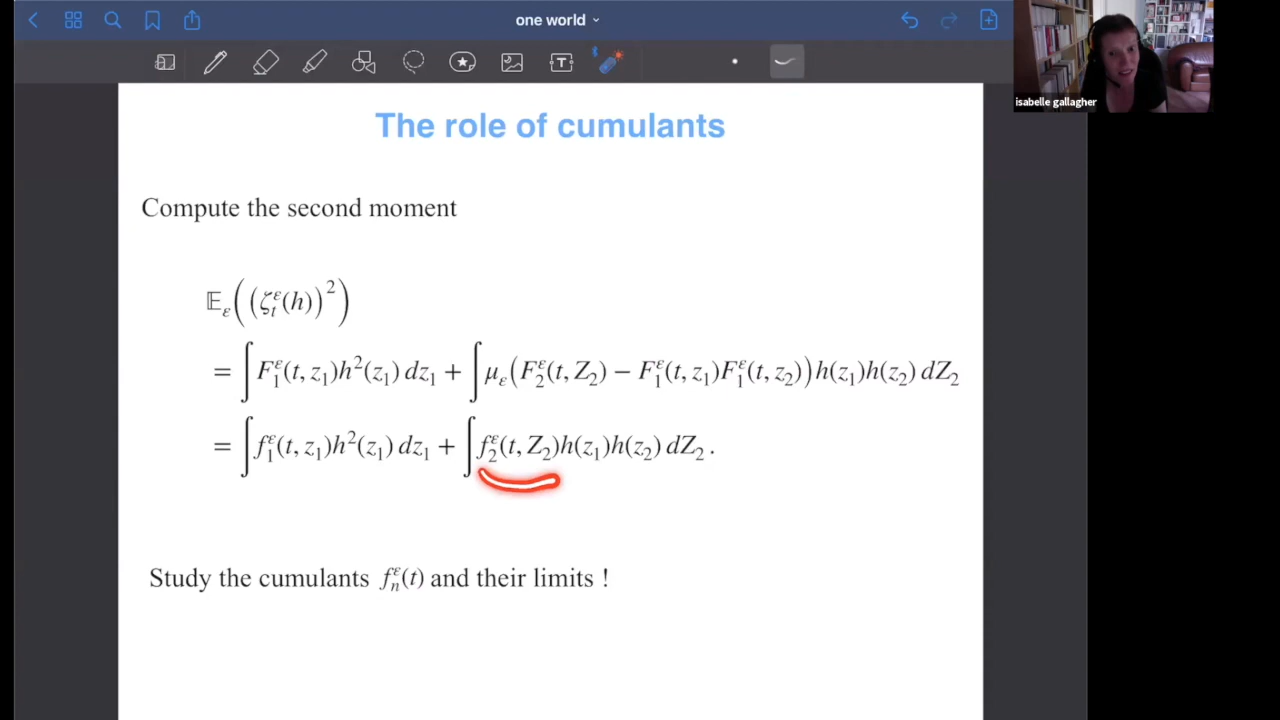 one world
isabelle gallagher
The role of cumulants
Compute the second moment
𝔼_ε((ζ_t^ε(h))^2)
= ∫ F_1^ε(t, z_1)h^2(z_1) dz_1 + ∫ μ_ε(F_2^ε(t, Z_2) − F_1^ε(t, z_1)F_1^ε(t, z_2))h(z_1)h(z_2) dZ_2
= ∫ f_1^ε(t, z_1)h^2(z_1) dz_1 + ∫ f_2^ε(t, Z_2)h(z_1)h(z_2) dZ_2 .
Study the cumulants f_n^ε(t) and their limits !